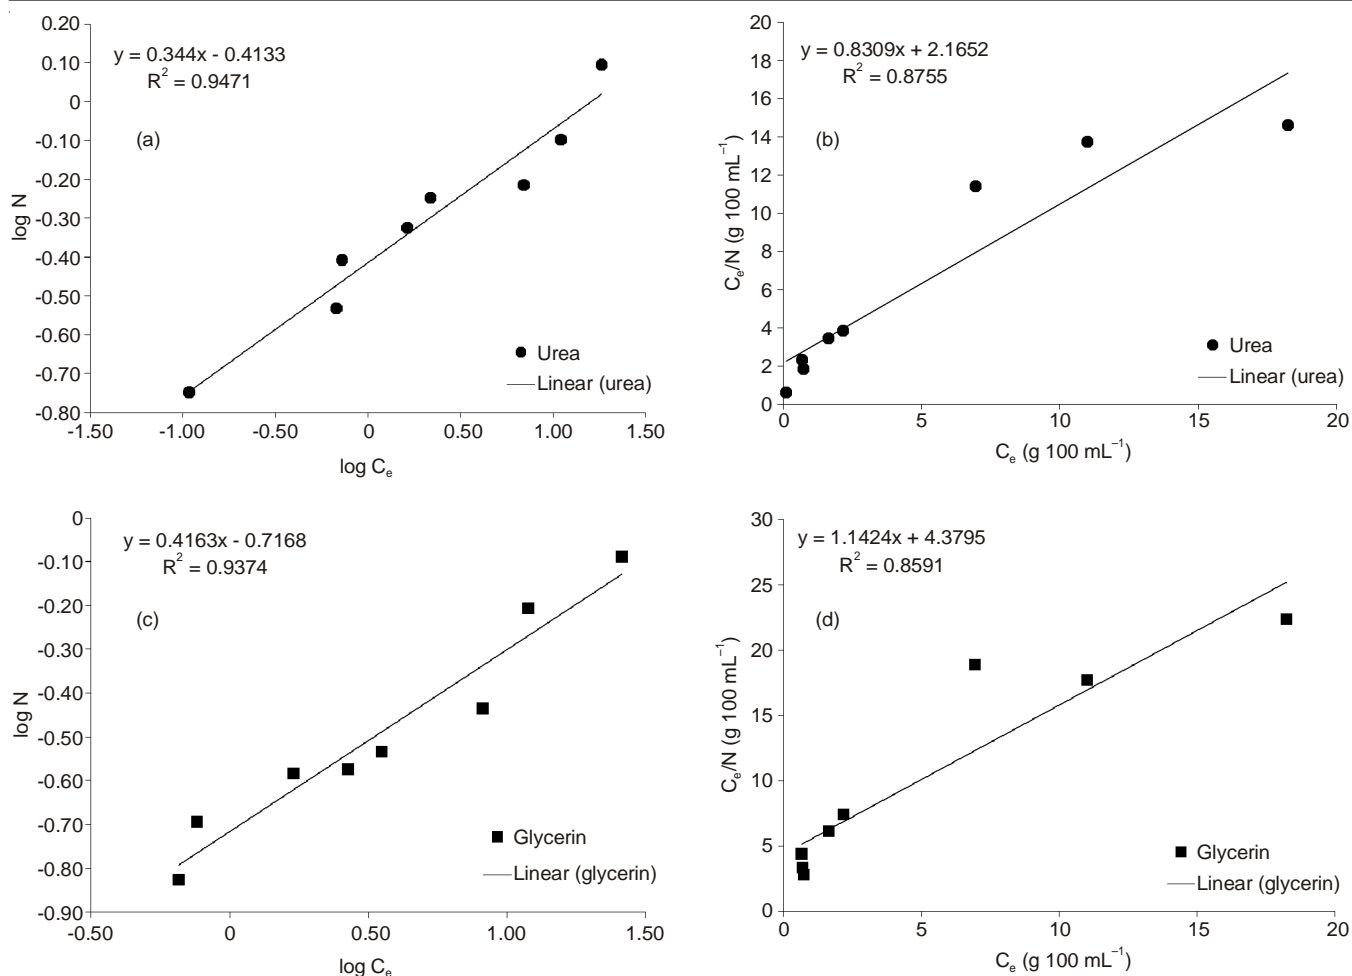 0.20
0.10
0
-0.10
-0.20
-0.30
-0.40
-0.50
-0.60
-0.70
-0.80
log N
y = 0.344x - 0.4133
R² = 0.9471
(a)
Urea
Linear (urea)
-1.50 -1.00 -0.50 0 0.50 1.00 1.50
log Cₑ
20
18
16
14
12
10
8
6
4
2
0
Cₑ/N (g 100 mL⁻¹)
y = 0.8309x + 2.1652
R² = 0.8755
(b)
Urea
Linear (urea)
0 5 10 15 20
Cₑ (g 100 mL⁻¹)
0
-0.10
-0.20
-0.30
-0.40
-0.50
-0.60
-0.70
-0.80
-0.90
log N
y = 0.4163x - 0.7168
R² = 0.9374
(c)
Glycerin
Linear (glycerin)
-0.50 0 0.50 1.00 1.50
log Cₑ
30
25
20
15
10
5
0
Cₑ/N (g 100 mL⁻¹)
y = 1.1424x + 4.3795
R² = 0.8591
(d)
Glycerin
Linear (glycerin)
0 5 10 15 20
Cₑ (g 100 mL⁻¹)